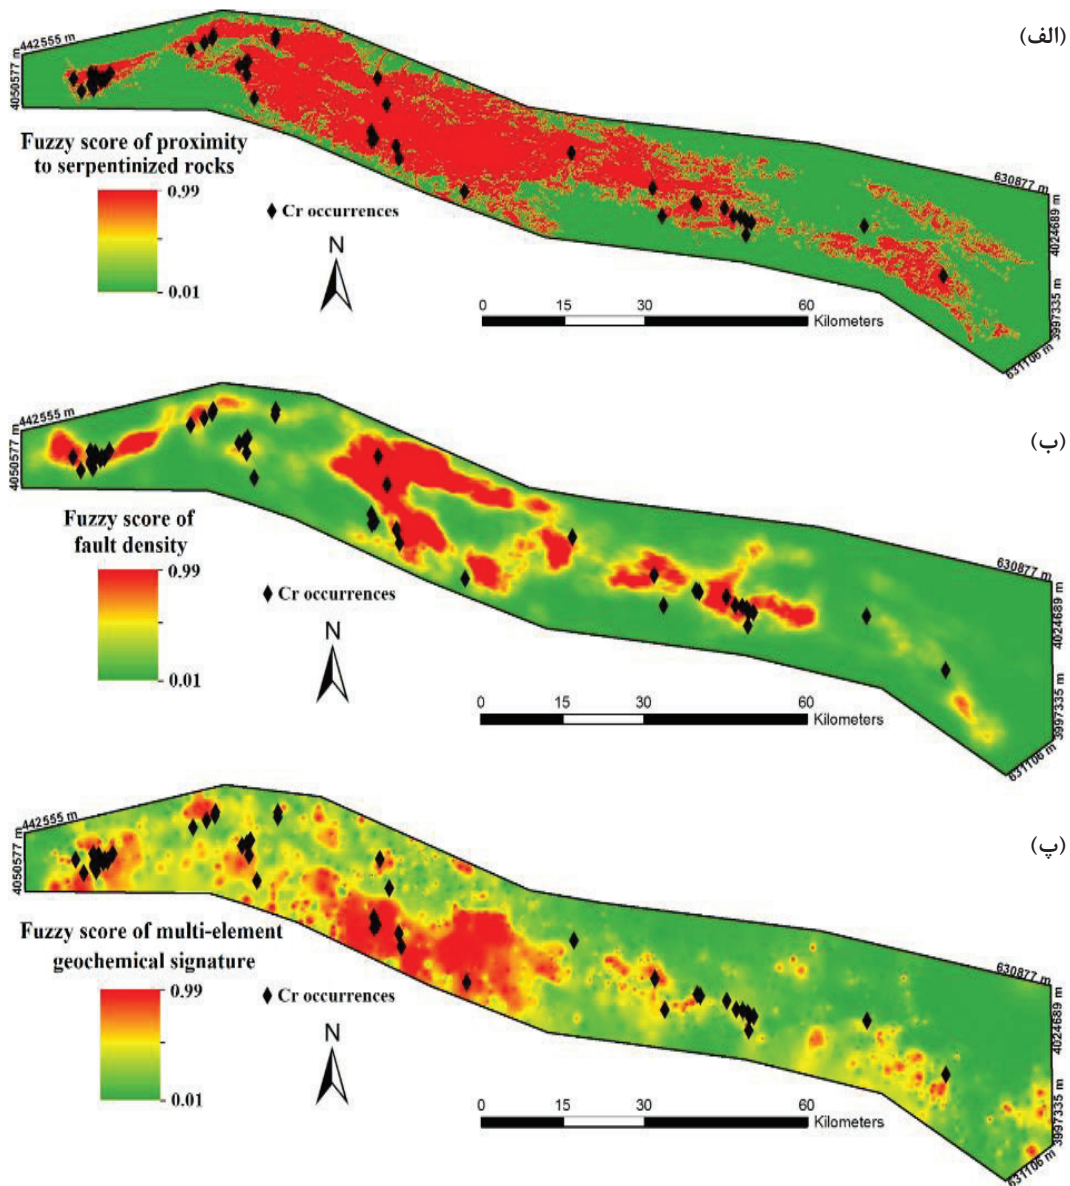 (الف)
442555 m
4050577 m
Fuzzy score of proximity
to serpentinized rocks
0.99
0.01
Cr occurrences
N
0 15 30 60
Kilometers
630877 m
4024689 m
3997335 m
631106 m
(ب)
442555 m
4050577 m
Fuzzy score of
fault density
0.99
0.01
Cr occurrences
N
0 15 30 60
Kilometers
630877 m
4024689 m
3997335 m
631106 m
(پ)
442555 m
4050577 m
Fuzzy score of multi-element
geochemical signature
0.99
0.01
Cr occurrences
N
0 15 30 60
Kilometers
630877 m
4024689 m
3997335 m
631106 m